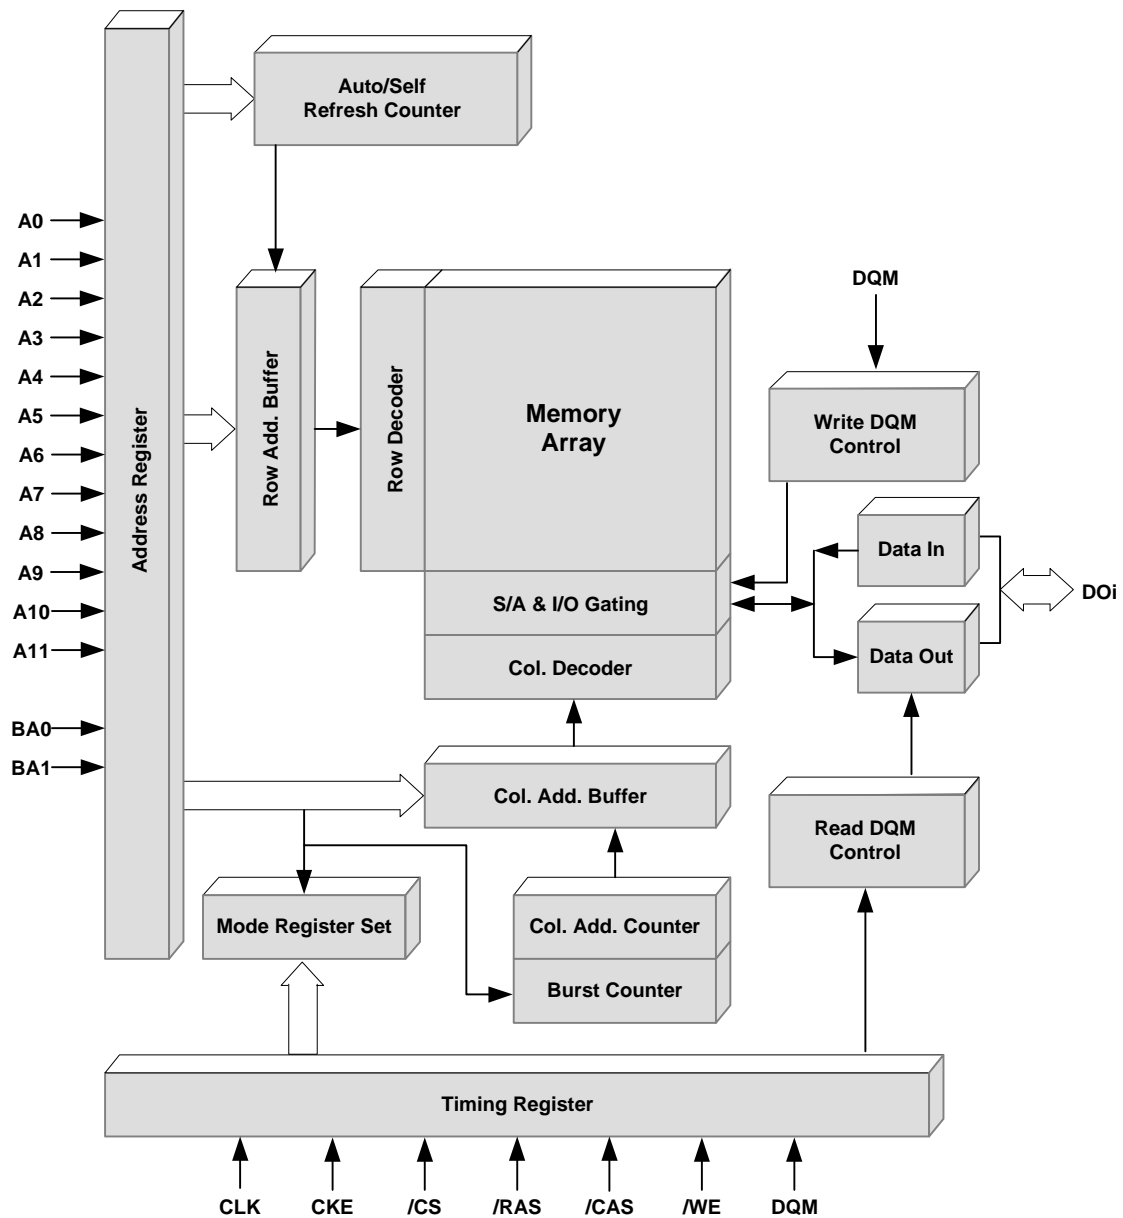 Auto/Self
Refresh Counter
A0
A1
A2
A3
A4
A5
A6
A7
A8
A9
A10
A11
BA0
BA1
Address Register
Row Add. Buffer
Row Decoder
Memory
Array
S/A & I/O Gating
Col. Decoder
DQM
Write DQM
Control
Data In
Data Out
DOi
Col. Add. Buffer
Read DQM
Control
Mode Register Set
Col. Add. Counter
Burst Counter
Timing Register
CLK
CKE
/CS
/RAS
/CAS
/WE
DQM